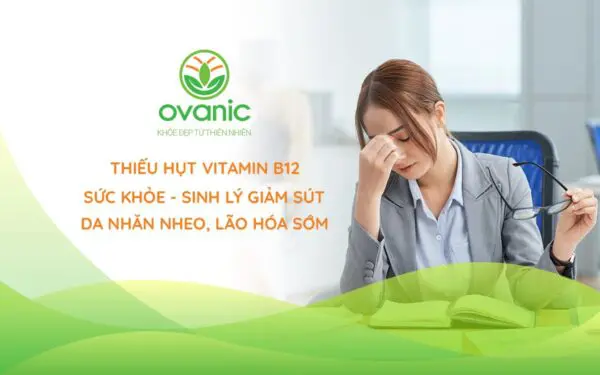 ovanic
KHỎE ĐẸP TỪ THIÊN NHIÊN
THIẾU HỤT VITAMIN B12
SỨC KHỎE - SINH LÝ GIẢM SÚT
DA NHĂN NHEO, LÃO HÓA SỚM